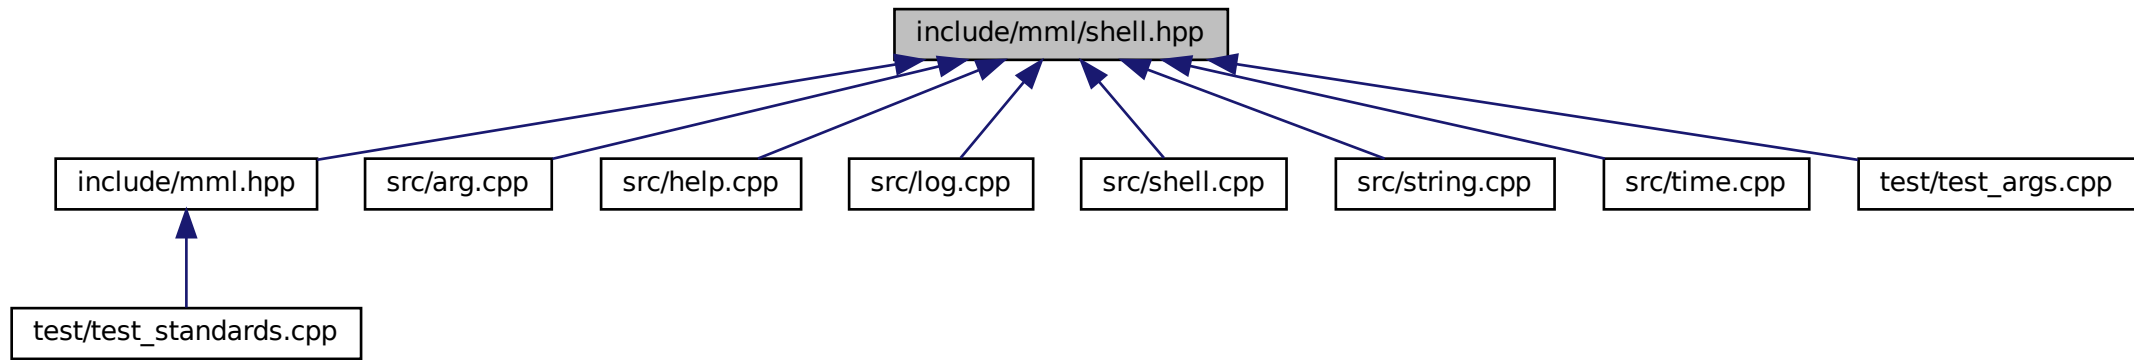 include/mml/shell.hpp
include/mml.hpp
src/arg.cpp
src/help.cpp
src/log.cpp
src/shell.cpp
src/string.cpp
src/time.cpp
test/test_args.cpp
test/test_standards.cpp